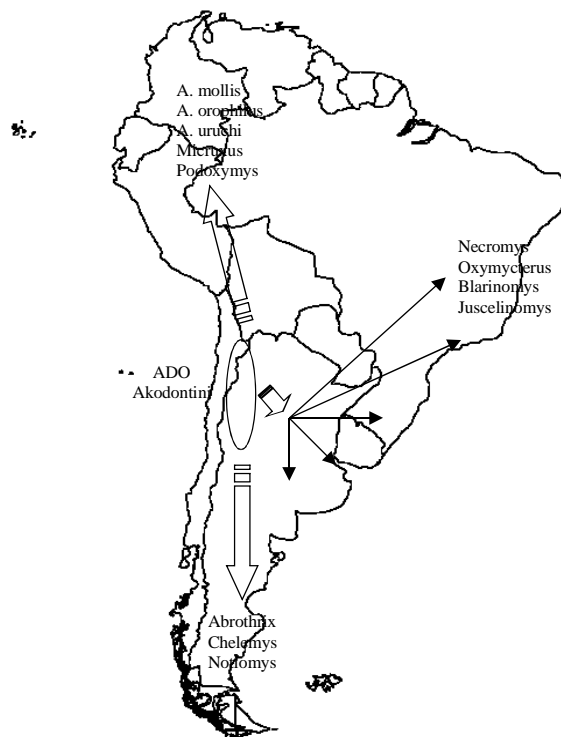 A. mollis
A. orophilus
A. uruchi
Microxus
Podoxymys
Necromys
Oxymycterus
Blarinomys
Juscelinomys
ADO
Akodontini
Abrothrix
Chelemys
Notiomys